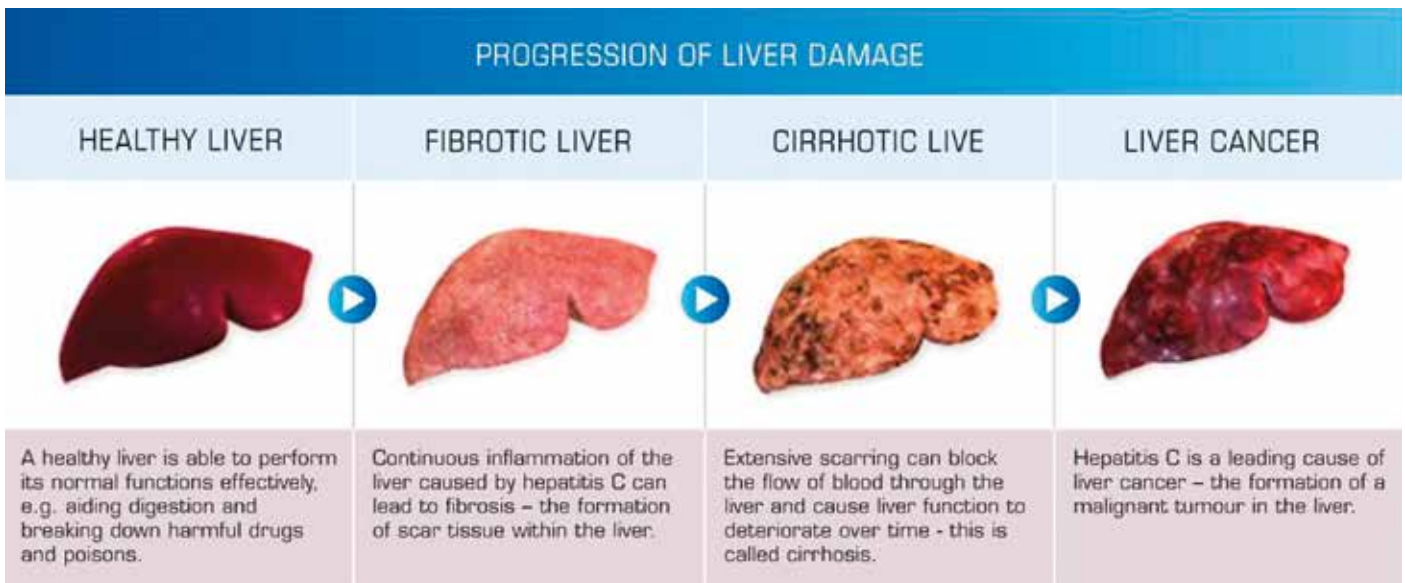 PROGRESSION OF LIVER DAMAGE
HEALTHY LIVER
FIBROTIC LIVER
CIRRHOTIC LIVE
LIVER CANCER
A healthy liver is able to perform
its normal functions effectively,
e.g. aiding digestion and
breaking down harmful drugs
and poisons.
Continuous inflammation of the
liver caused by hepatitis C can
lead to fibrosis – the formation
of scar tissue within the liver.
Extensive scarring can block
the flow of blood through the
liver and cause liver function to
deteriorate over time - this is
called cirrhosis.
Hepatitis C is a leading cause of
liver cancer – the formation of a
malignant tumour in the liver.